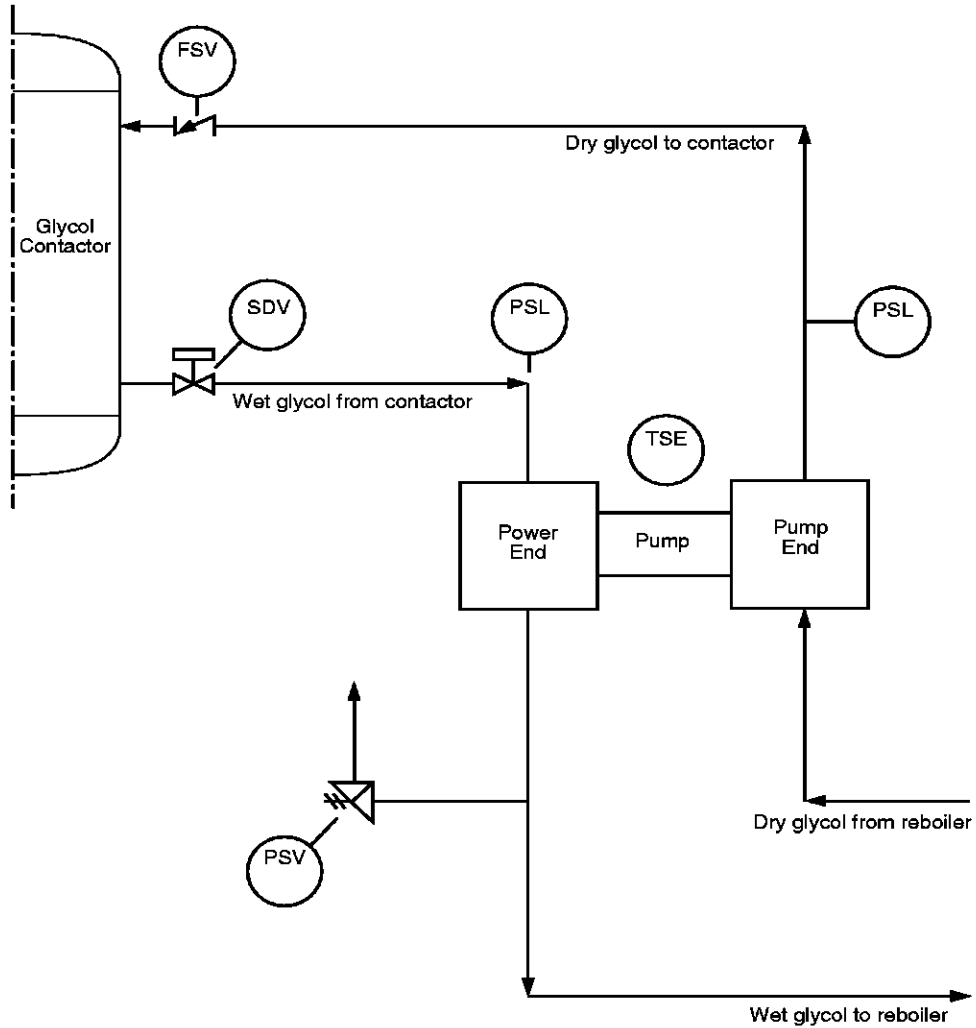 FSV
Dry glycol to contactor
Glycol
Contactor
SDV
PSL
PSL
Wet glycol from contactor
TSE
Power
End
Pump
Pump
End
PSV
Dry glycol from reboiler
Wet glycol to reboiler